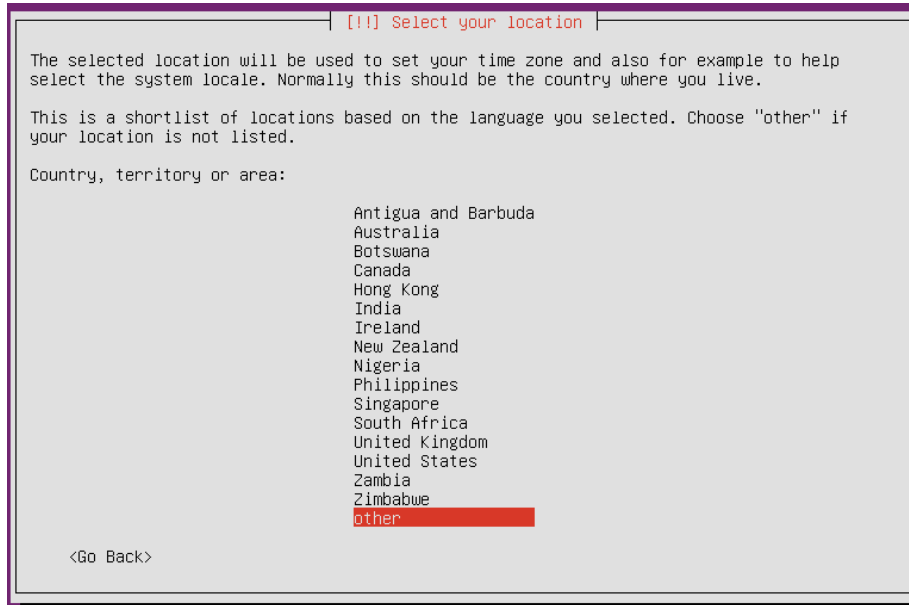 [!!] Select your location
The selected location will be used to set your time zone and also for example to help
select the system locale. Normally this should be the country where you live.
This is a shortlist of locations based on the language you selected. Choose "other" if
your location is not listed.
Country, territory or area:
Antigua and Barbuda
Australia
Botswana
Canada
Hong Kong
India
Ireland
New Zealand
Nigeria
Philippines
Singapore
South Africa
United Kingdom
United States
Zambia
Zimbabwe
other
<Go Back>